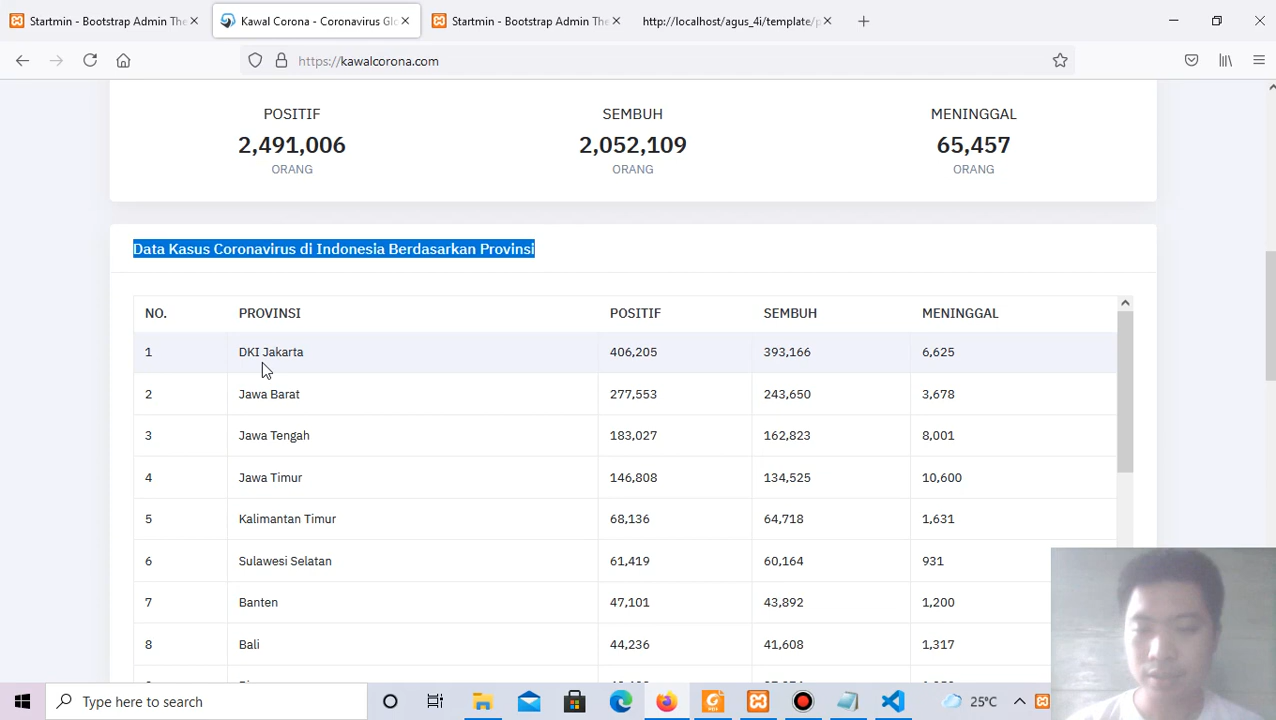 Startmin - Bootstrap Admin The
Kawal Corona - Coronavirus Glo
Startmin - Bootstrap Admin The
http://localhost/agus_4i/template/p
https://kawalcorona.com
POSITIF SEMBUH MENINGGAL
2,491,006 2,052,109 65,457
ORANG ORANG ORANG
Data Kasus Coronavirus di Indonesia Berdasarkan Provinsi
NO. PROVINSI POSITIF SEMBUH MENINGGAL
1 DKI Jakarta 406,205 393,166 6,625
2 Jawa Barat 277,553 243,650 3,678
3 Jawa Tengah 183,027 162,823 8,001
4 Jawa Timur 146,808 134,525 10,600
5 Kalimantan Timur 68,136 64,718 1,631
6 Sulawesi Selatan 61,419 60,164 931
7 Banten 47,101 43,892 1,200
8 Bali 44,236 41,608 1,317
Type here to search
25°C